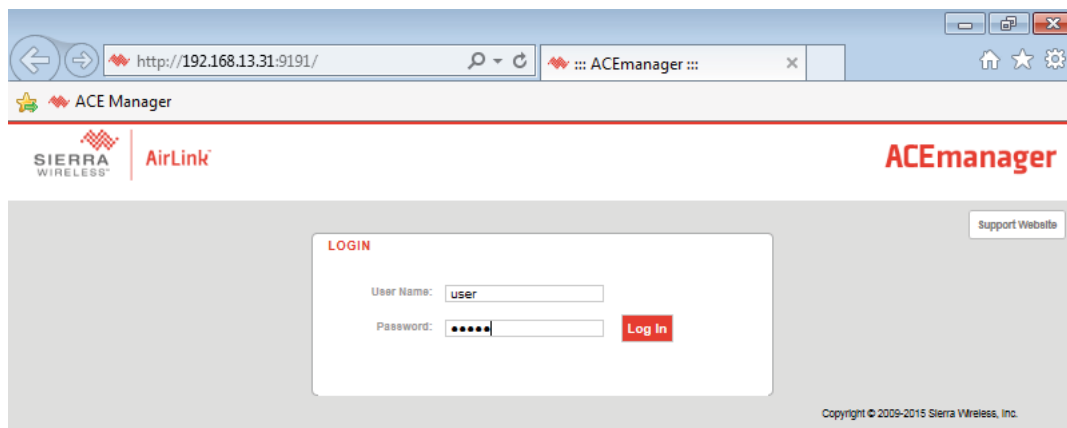 http://192.168.13.31:9191/
::: ACEmanager :::
ACE Manager
SIERRA
WIRELESS
AirLink
ACEmanager
Support Website
LOGIN
User Name: user
Password: •••••
Log In
Copyright © 2009-2015 Sierra Wireless, Inc.